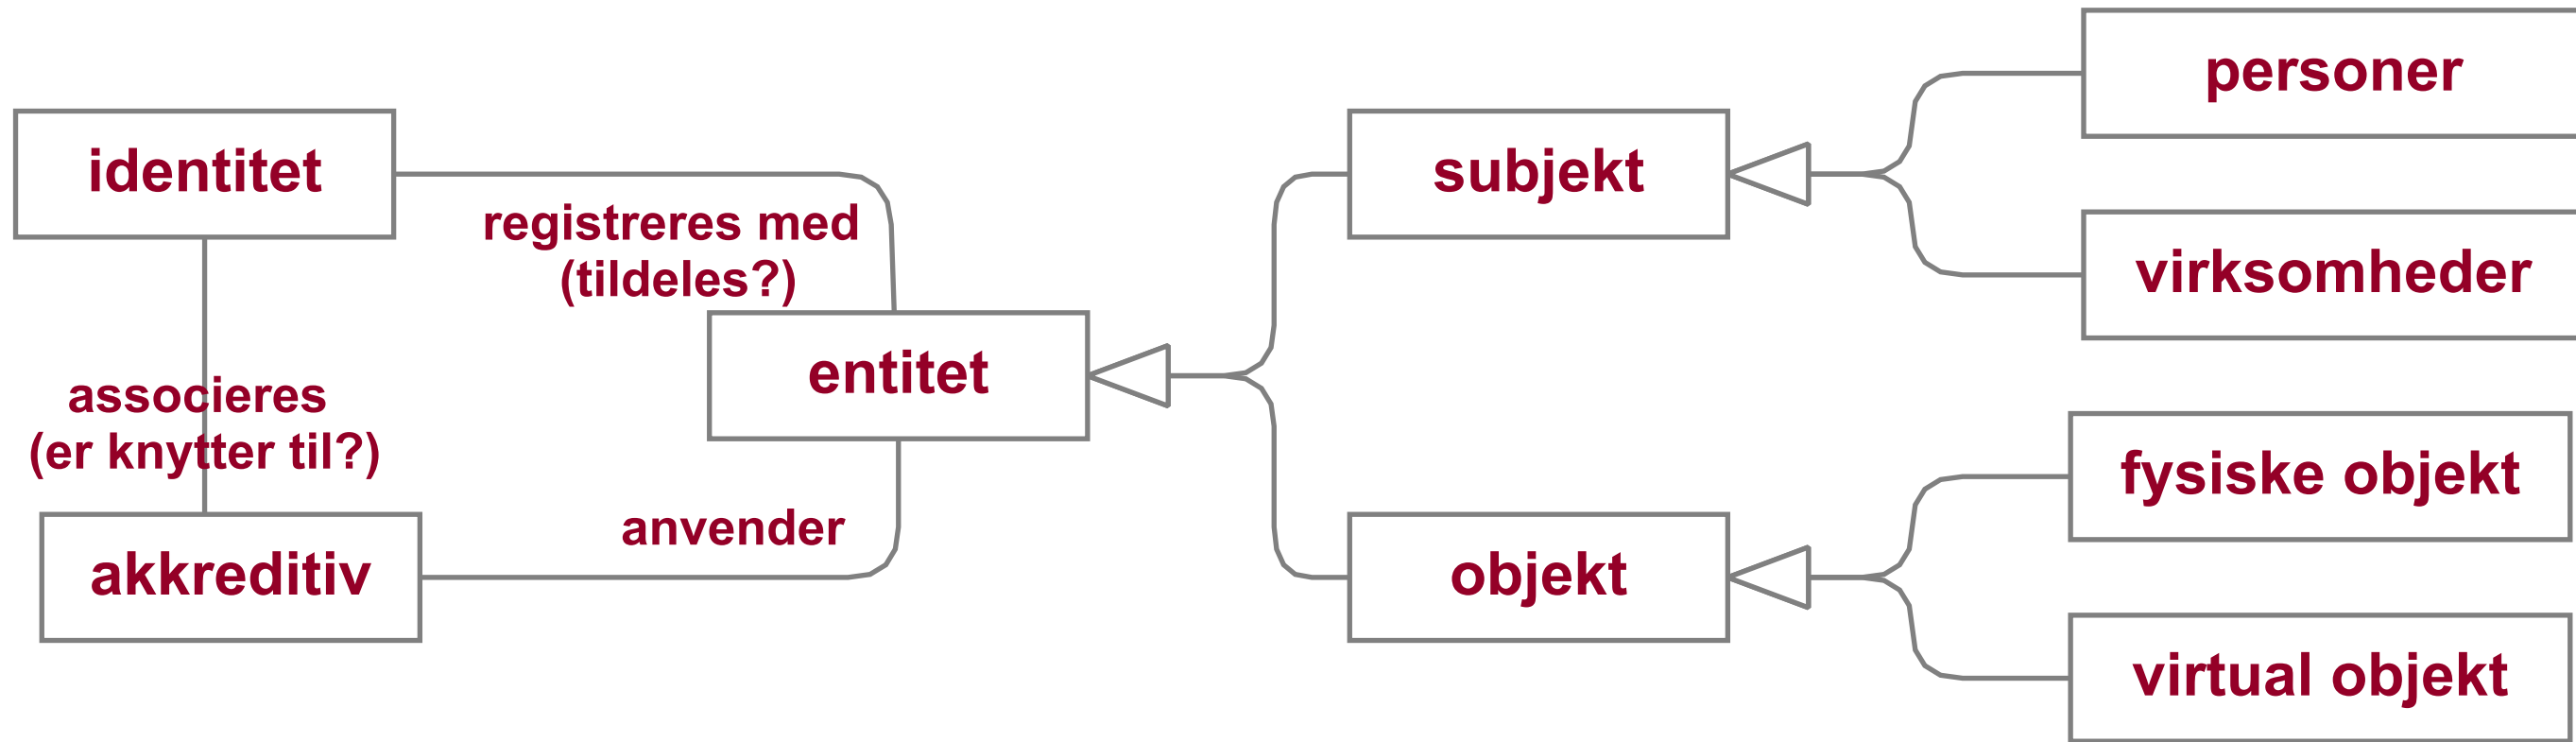 personer
identitet
subjekt
registreres med
(tildeles?)
virksomheder
entitet
associeres
(er knytter til?)
fysiske objekt
anvender
akkreditiv
objekt
virtual objekt